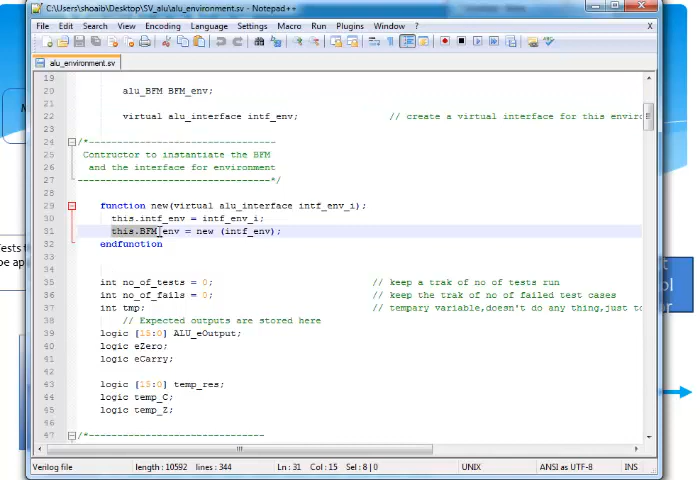 C:\Users\shoaib\Desktop\SV_alu\alu_environment.sv - Notepad++
File Edit Search View Encoding Language Settings Macro Run Plugins Window ?
X
alu_environment.sv
19
20 alu_BFM BFM_env;
21
22 virtual alu_interface intf_env; // create a virtual interface for this enviro
23
24 /*-------------------------------
25 Contructor to instantiate the BFM
26 and the interface for environment
27 -------------------------------*/
28
29 function new(virtual alu_interface intf_env_i);
30 this.intf_env = intf_env_i;
31 this.BFM_env = new (intf_env);
32 endfunction
33
34
35 int no_of_tests = 0; // keep a trak of no of tests run
36 int no_of_fails = 0; // keep the trak of no of failed test cases
37 int tmp; // tempary variable,doesn't do any thing,just to
38 // Expected outputs are stored here
39 logic [15:0] ALU_eOutput;
40 logic eZero;
41 logic eCarry;
42
43 logic [15:0] temp_res;
44 logic temp_C;
45 logic temp_Z;
46
47 /*-----------------------------
Verilog file length : 10592 lines : 344 Ln : 31 Col : 15 Sel : 8 | 0 UNIX ANSI as UTF-8 INS